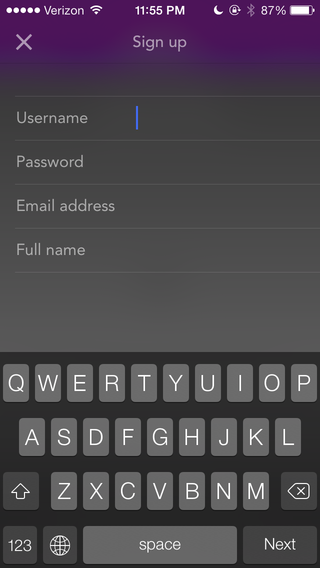 Verizon 11:55 PM 87%
Sign up
Username
Password
Email address
Full name
Q W E R T Y U I O P
A S D F G H J K L
Z X C V B N M
123 space Next